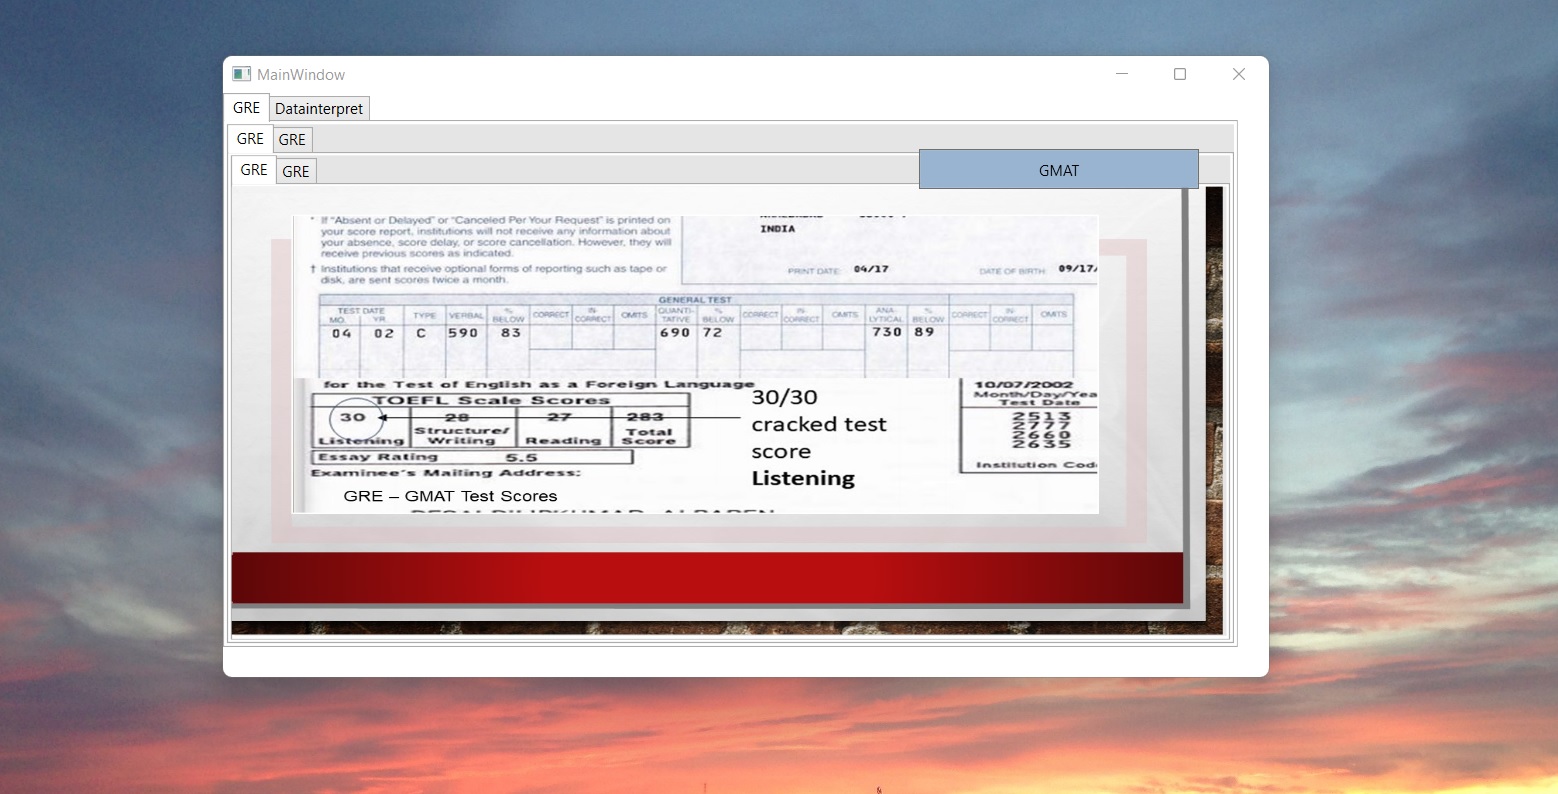 MainWindow
GRE Datainterpret
GRE GRE
GRE GRE
GMAT
* If "Absent or Delayed" or "Canceled Per Your Request" is printed on
your score report, institutions will not receive any information about
your absence, score delay, or score cancellation. However, they will
receive previous scores as indicated.
† Institutions that receive optional forms of reporting such as tape or
disk, are sent scores twice a month.
INDIA
PRINT DATE: 04/17 DATE OF BIRTH: 09/17/
GENERAL TEST
TEST DATE
MO. YR. TYPE VERBAL % BELOW CORRECT IN- CORRECT OMITS QUANTI- TATIVE % BELOW CORRECT IN- CORRECT OMITS ANA- LYTICAL % BELOW CORRECT IN- CORRECT OMITS
04 02 C 590 83 690 72 730 89
for the Test of English as a Foreign Language
TOEFL Scale Scores
30 28 27 283
Listening Structure/ Writing Reading Total Score
Essay Rating 5.5
Examinee's Mailing Address:
GRE – GMAT Test Scores
30/30
cracked test
score
Listening
10/07/2002
Month/Day/Yea
Test Date
2513
2777
2660
2635
Institution Cod